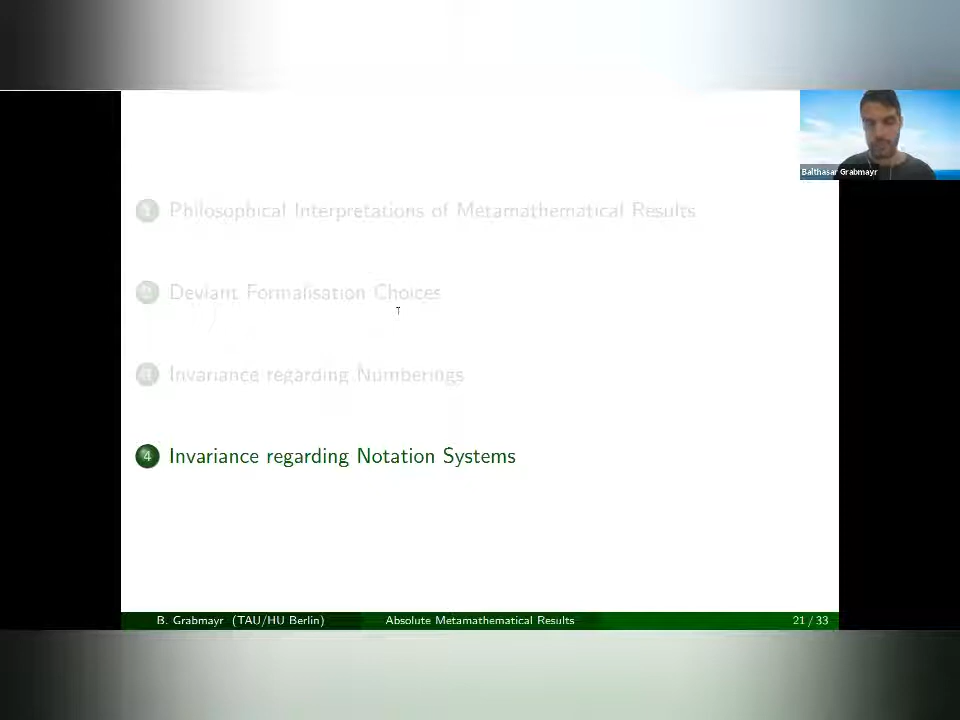 Balthasar Grabmayr
1 Philosophical Interpretations of Metamathematical Results
2 Deviant Formalisation Choices
3 Invariance regarding Numberings
4 Invariance regarding Notation Systems
B. Grabmayr (TAU/HU Berlin) Absolute Metamathematical Results 21 / 33